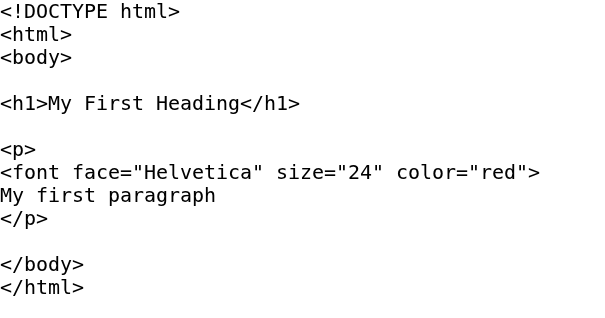 <!DOCTYPE html>
<html>
<body>

<h1>My First Heading</h1>

<p>
<font face="Helvetica" size="24" color="red">
My first paragraph
</p>

</body>
</html>